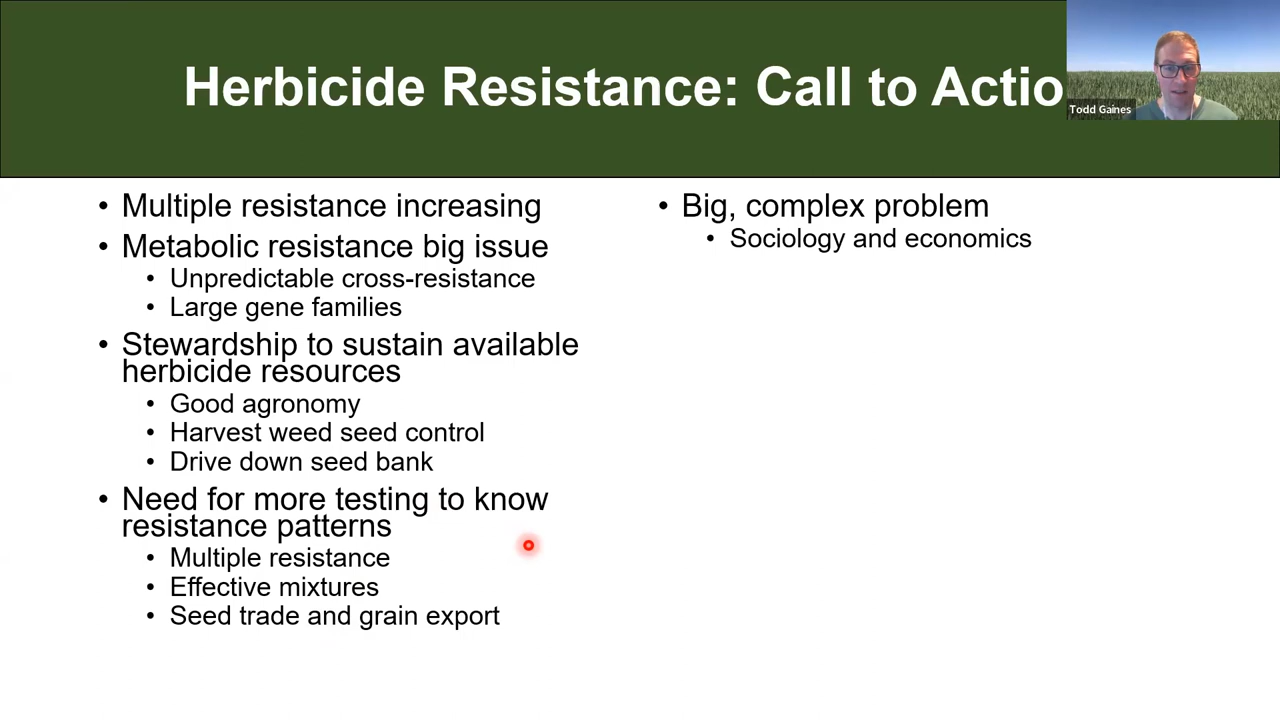 Herbicide Resistance: Call to Actio
Todd Gaines
• Multiple resistance increasing
• Metabolic resistance big issue
• Unpredictable cross-resistance
• Large gene families
• Stewardship to sustain available
herbicide resources
• Good agronomy
• Harvest weed seed control
• Drive down seed bank
• Need for more testing to know
resistance patterns
• Multiple resistance
• Effective mixtures
• Seed trade and grain export
• Big, complex problem
• Sociology and economics